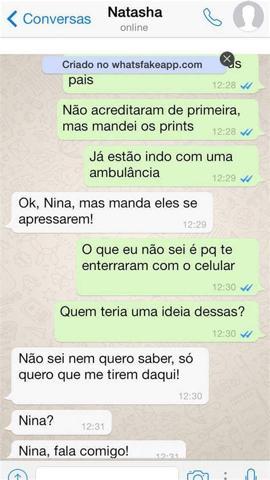 Conversas
Natasha
online
Criado no whatsfakeapp.com
pais
12:28
Não acreditaram de primeira,
mas mandei os prints
12:28
Já estão indo com uma
ambulância
12:29
Ok, Nina, mas manda eles se
apressarem!
12:29
O que eu não sei é pq te
enterraram com o celular
12:30
Quem teria uma ideia dessas?
12:30
Não sei nem quero saber, só
quero que me tirem daqui!
12:30
Nina?
12:31
Nina, fala comigo!
12:31